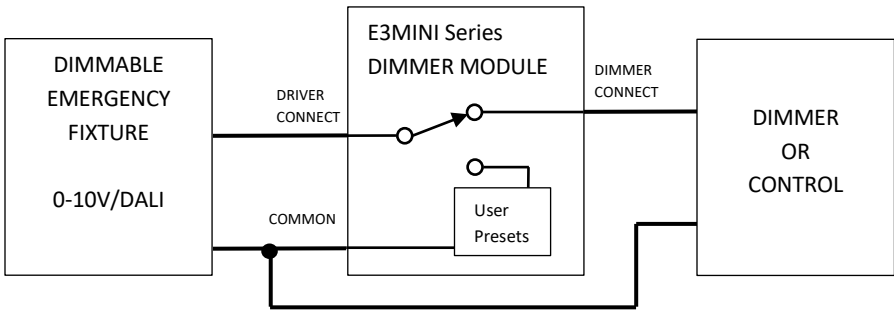 DIMMABLE
EMERGENCY
FIXTURE
0-10V/DALI
DRIVER
CONNECT
COMMON
E3MINI Series
DIMMER MODULE
User
Presets
DIMMER
CONNECT
DIMMER
OR
CONTROL